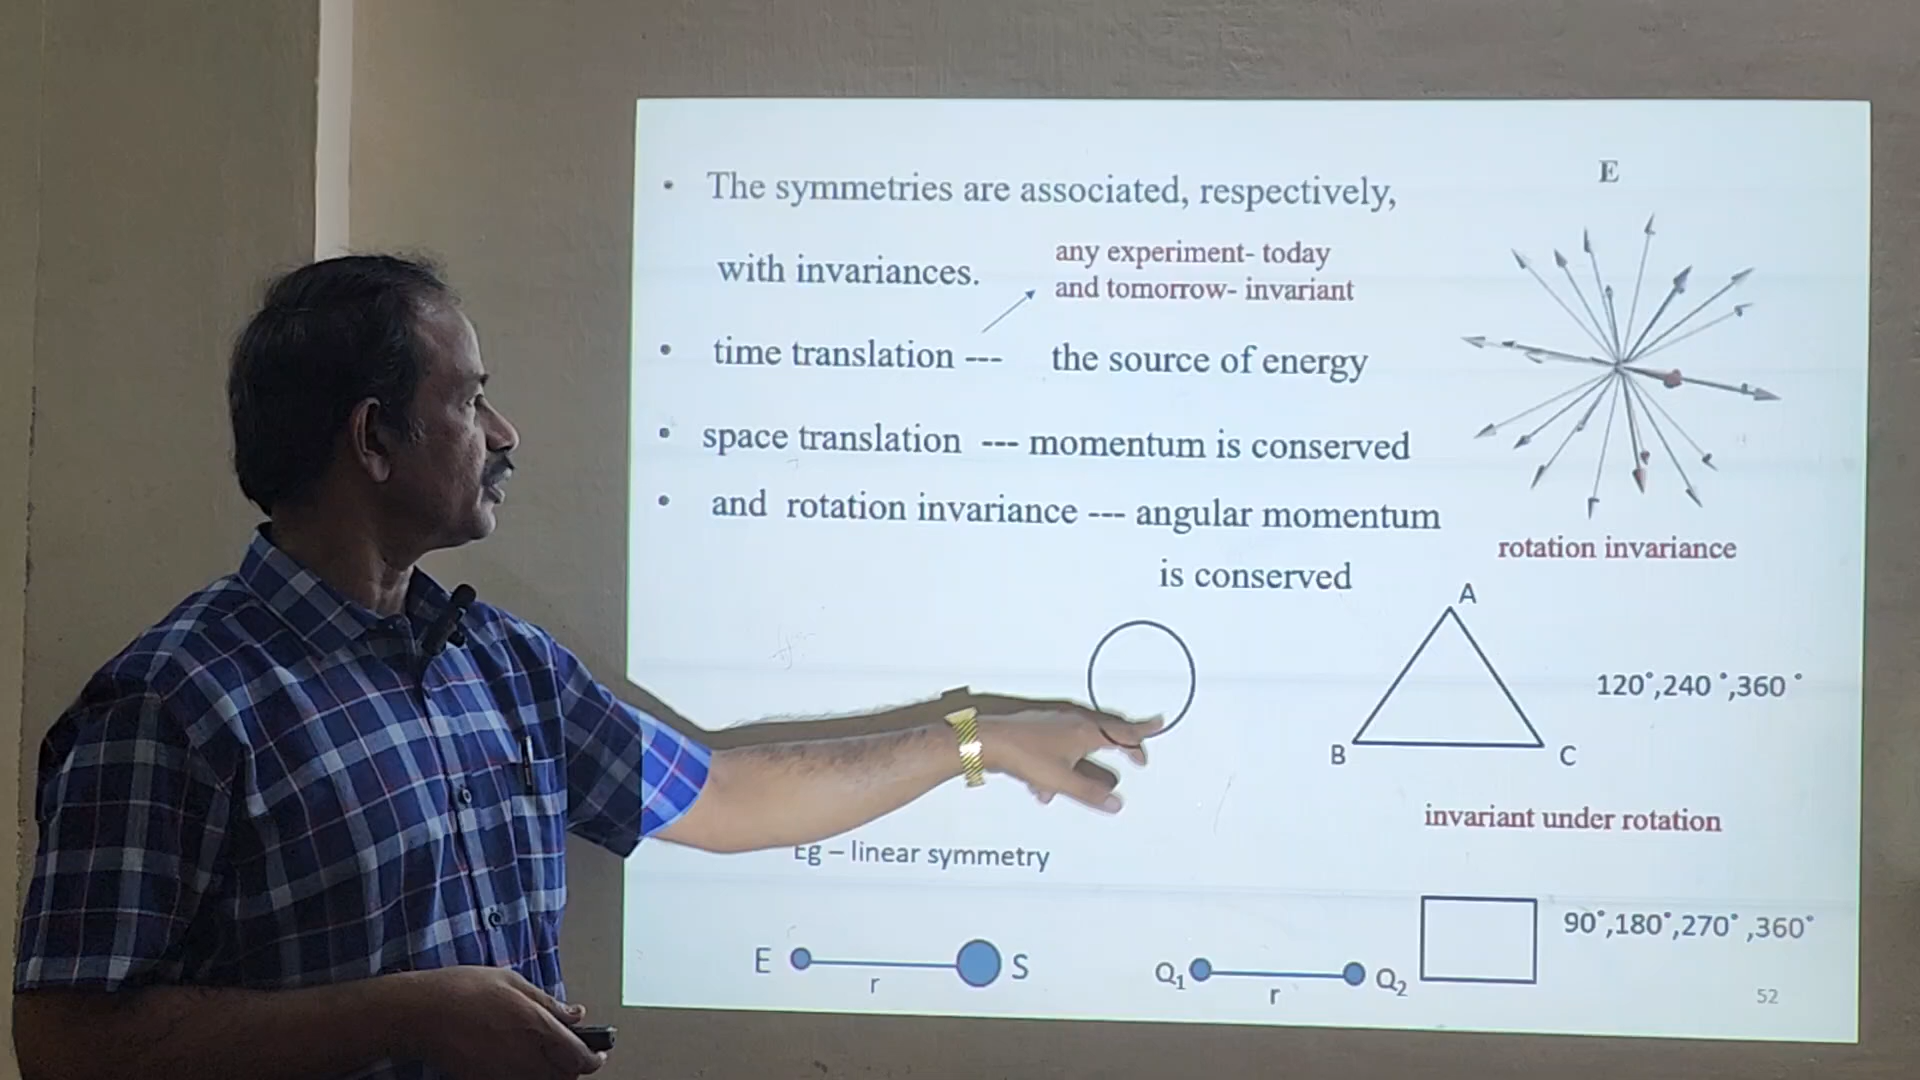 • The symmetries are associated, respectively,
with invariances.
any experiment- today
and tomorrow- invariant
• time translation --- the source of energy
• space translation --- momentum is conserved
• and rotation invariance --- angular momentum
is conserved
E
rotation invariance
A
B
C
120°,240 °,360 °
invariant under rotation
Eg – linear symmetry
E
r
S
Q1
r
Q2
90°,180°,270° ,360°
52